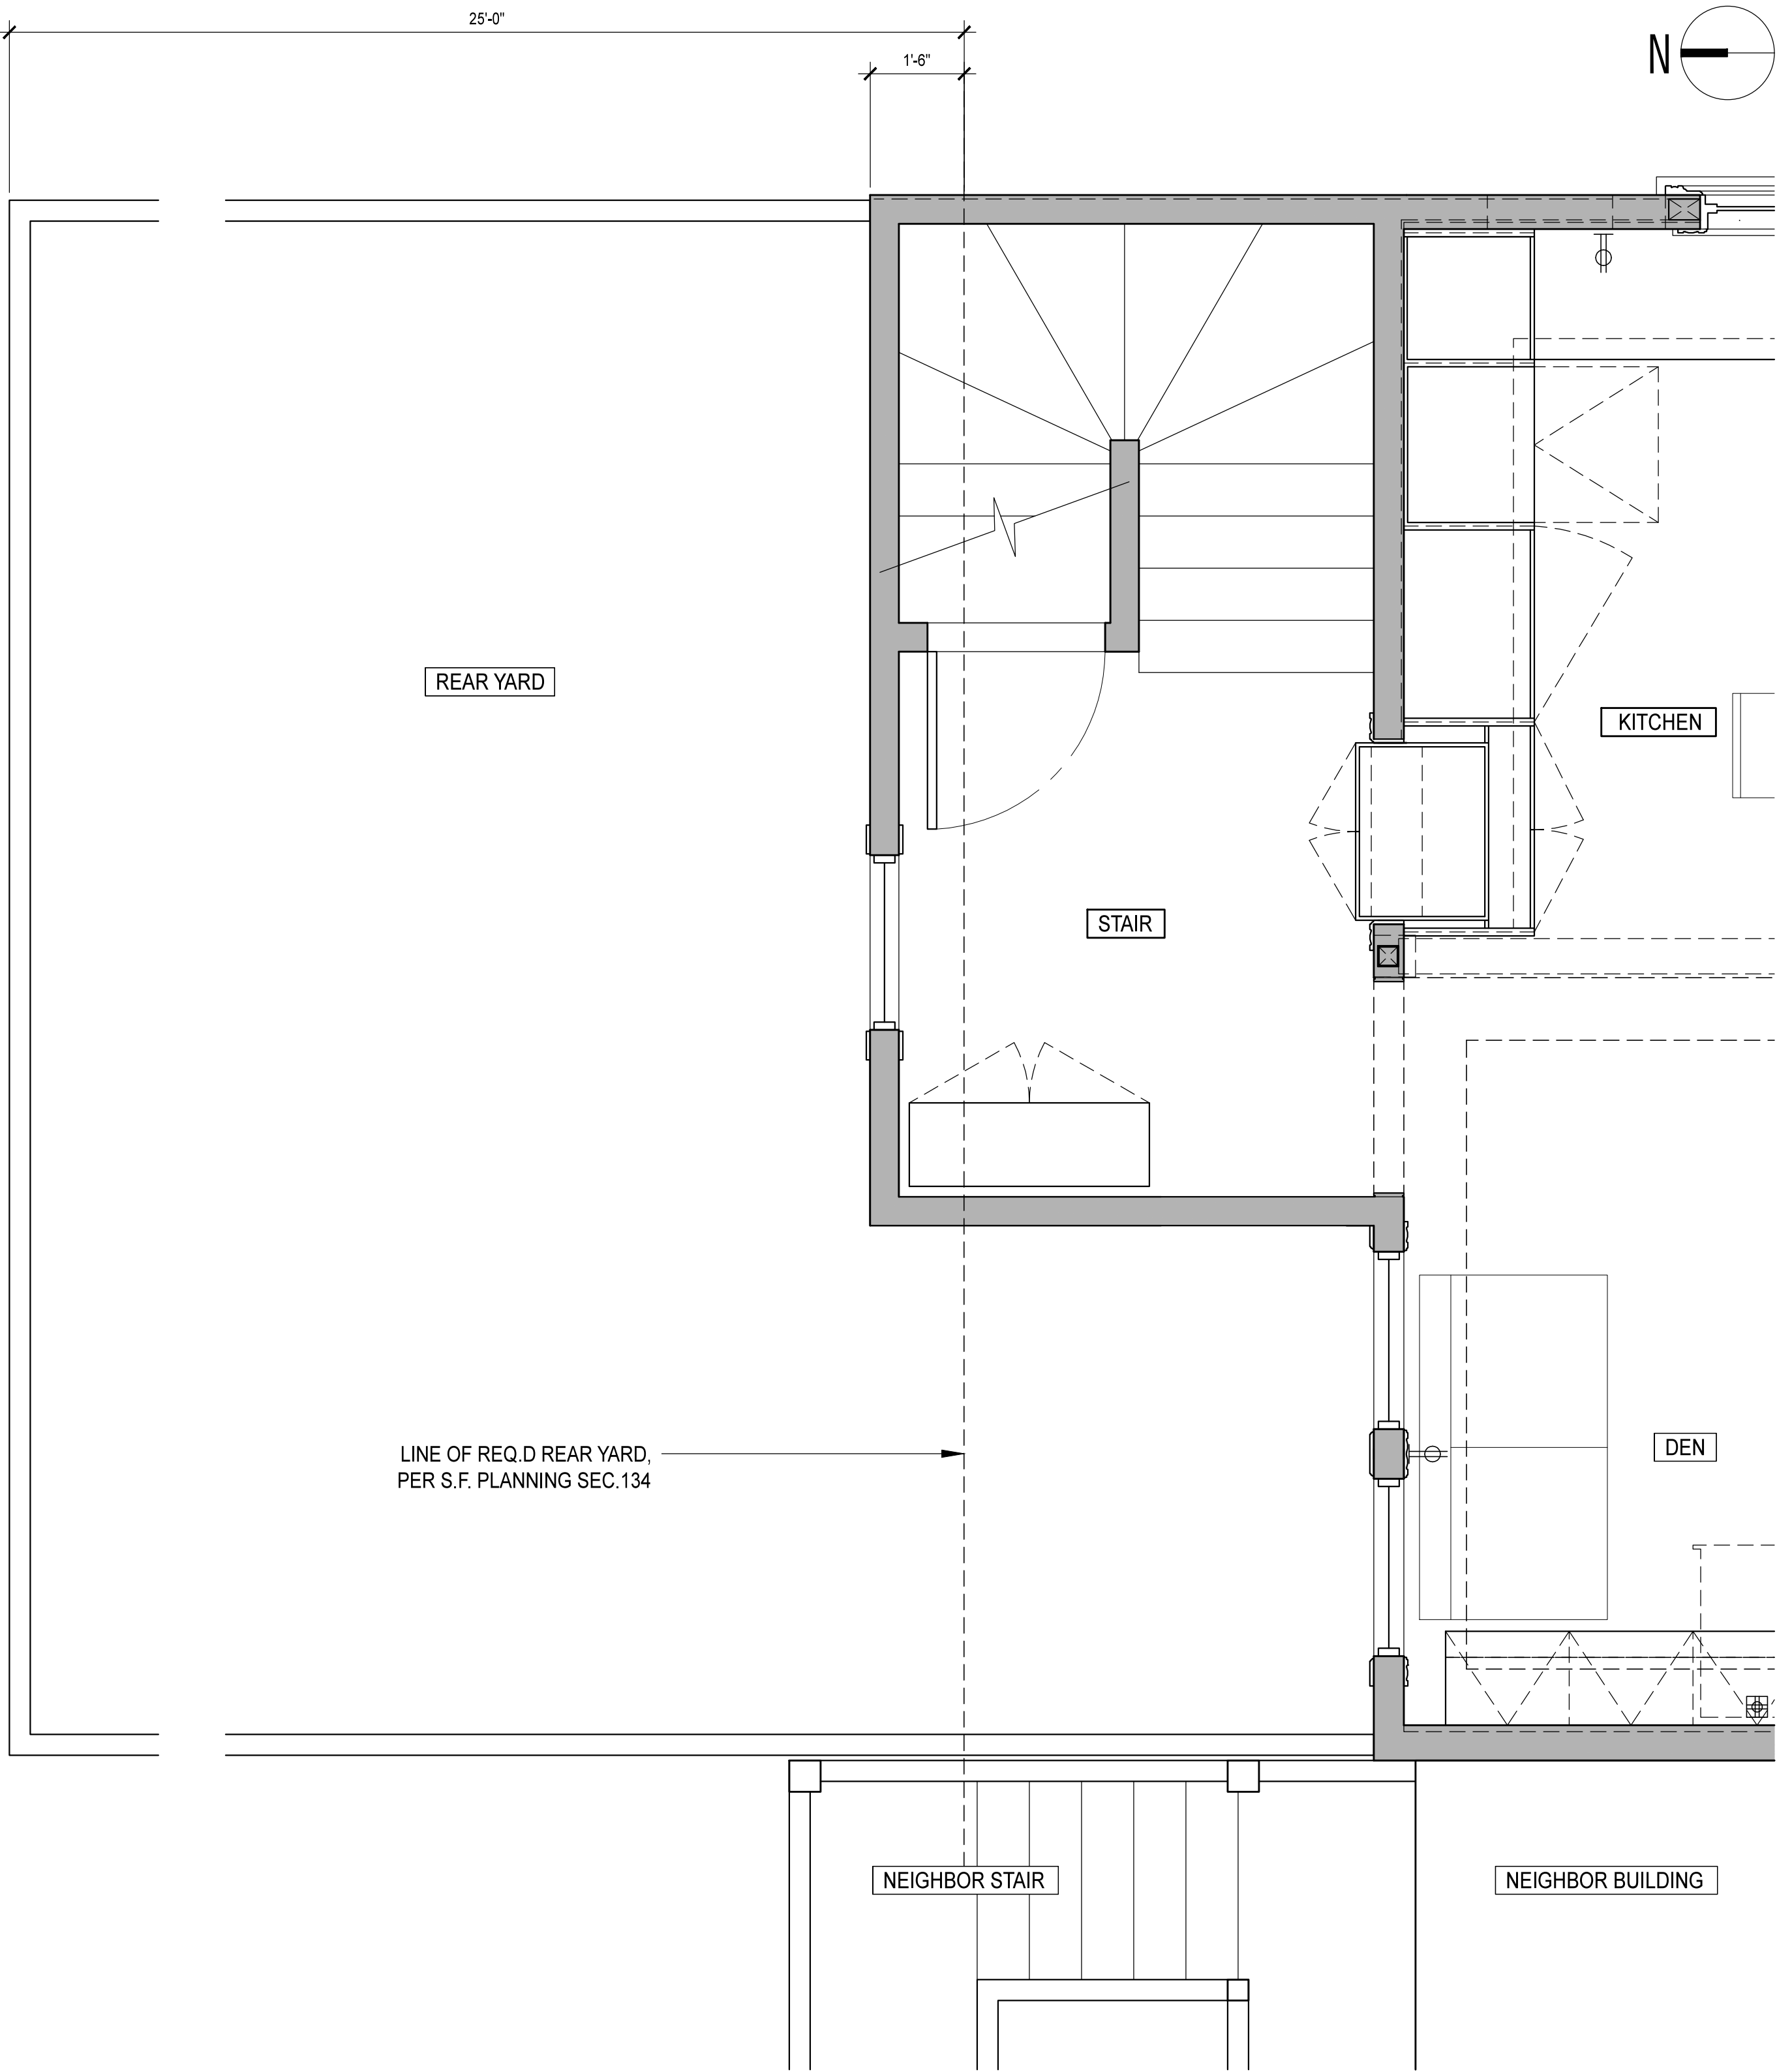 25'-0"
1'-6"
N
REAR YARD
KITCHEN
STAIR
DEN
LINE OF REQ.D REAR YARD,
PER S.F. PLANNING SEC.134
NEIGHBOR STAIR
NEIGHBOR BUILDING